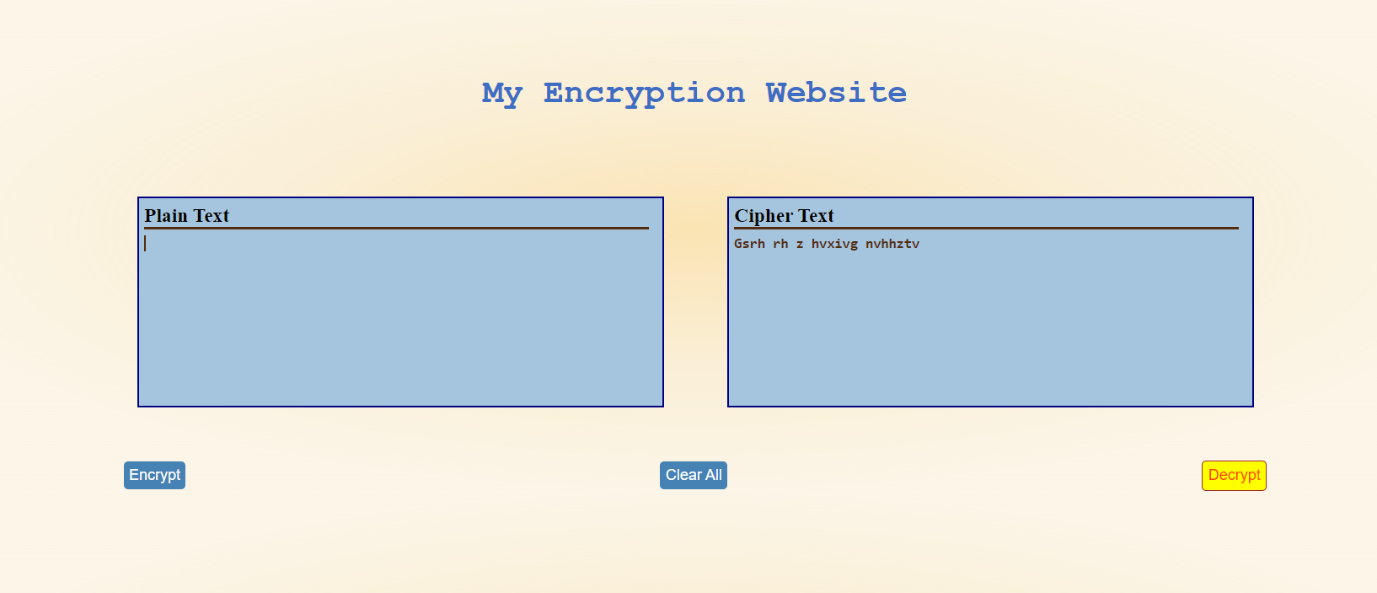 My Encryption Website
Plain Text
Cipher Text
Gsrh rh z hvxivg nvhhztv
Encrypt
Clear All
Decrypt